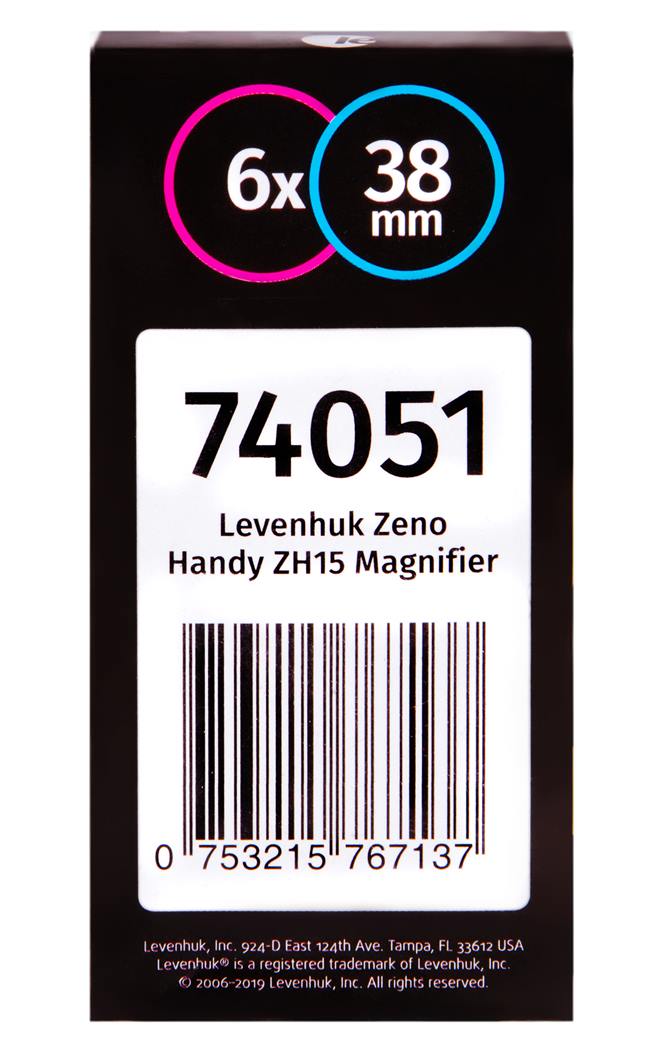 6x
38
mm
74051
Levenhuk Zeno
Handy ZH15 Magnifier
0 753215 767137
Levenhuk, Inc. 924-D East 124th Ave. Tampa, FL 33612 USA
Levenhuk® is a registered trademark of Levenhuk, Inc.
© 2006–2019 Levenhuk, Inc. All rights reserved.